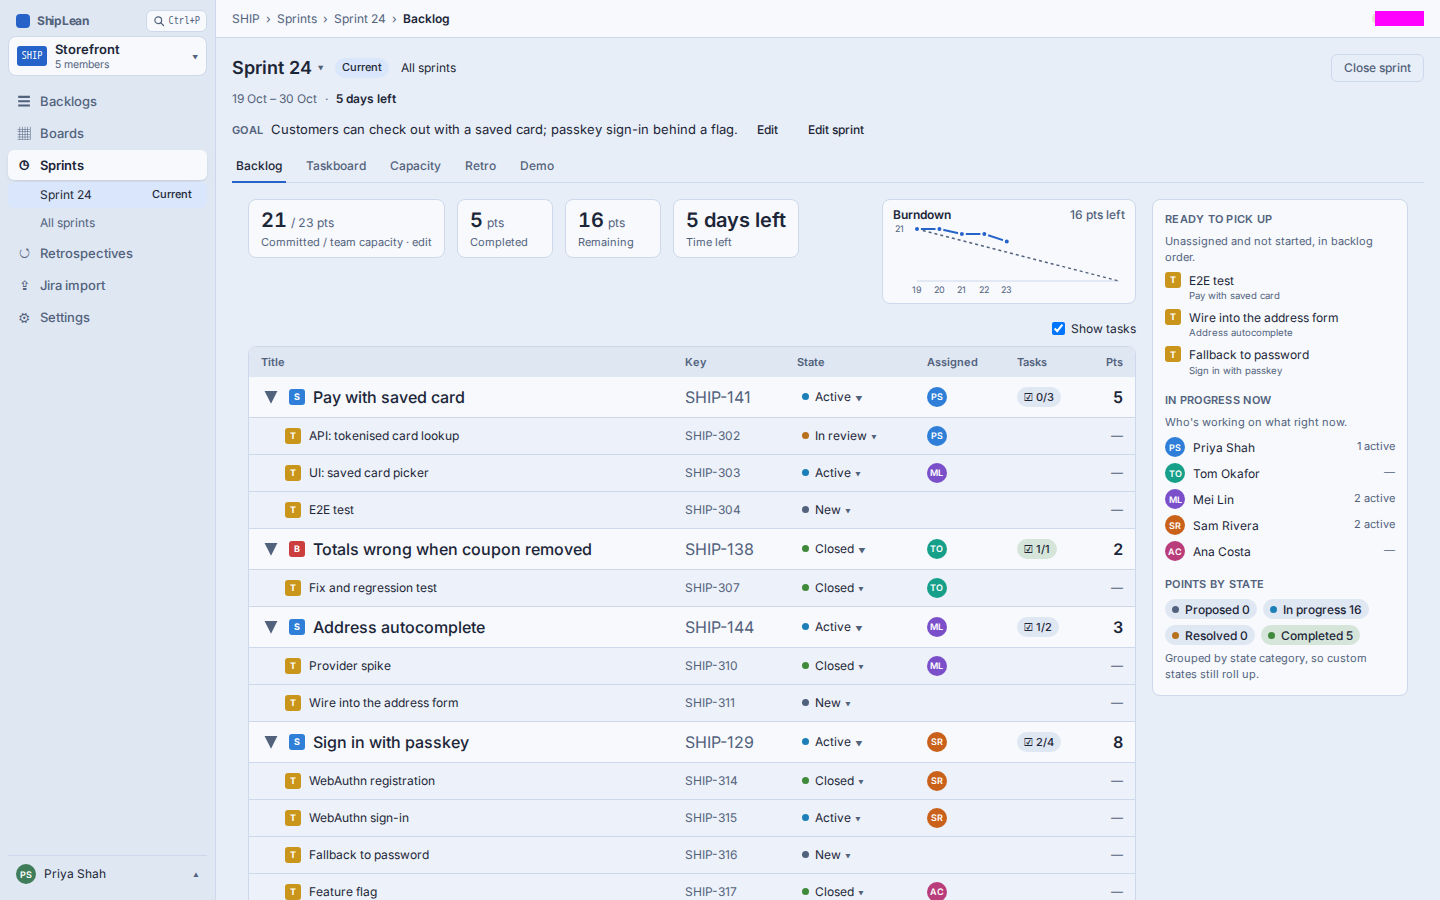 ShipLean
Ctrl+P
SHIP
Storefront
5 members
Backlogs
Boards
Sprints
Sprint 24
Current
All sprints
Retrospectives
Jira import
Settings
PS
Priya Shah
SHIP › Sprints › Sprint 24 › Backlog
Sprint 24
Current
All sprints
Close sprint
19 Oct – 30 Oct · 5 days left
GOAL Customers can check out with a saved card; passkey sign-in behind a flag. Edit Edit sprint
Backlog Taskboard Capacity Retro Demo
21 / 23 pts
Committed / team capacity · edit
5 pts
Completed
16 pts
Remaining
5 days left
Time left
Burndown 16 pts left
21
19 20 21 22 23
Show tasks
Title Key State Assigned Tasks Pts
S Pay with saved card SHIP-141 Active PS 0/3 5
T API: tokenised card lookup SHIP-302 In review PS —
T UI: saved card picker SHIP-303 Active ML —
T E2E test SHIP-304 New —
B Totals wrong when coupon removed SHIP-138 Closed TO 1/1 2
T Fix and regression test SHIP-307 Closed TO —
S Address autocomplete SHIP-144 Active ML 1/2 3
T Provider spike SHIP-310 Closed ML —
T Wire into the address form SHIP-311 New —
S Sign in with passkey SHIP-129 Active SR 2/4 8
T WebAuthn registration SHIP-314 Closed SR —
T WebAuthn sign-in SHIP-315 Active SR —
T Fallback to password SHIP-316 New —
T Feature flag SHIP-317 Closed AC —
READY TO PICK UP
Unassigned and not started, in backlog
order.
T E2E test
Pay with saved card
T Wire into the address form
Address autocomplete
T Fallback to password
Sign in with passkey
IN PROGRESS NOW
Who's working on what right now.
PS Priya Shah 1 active
TO Tom Okafor —
ML Mei Lin 2 active
SR Sam Rivera 2 active
AC Ana Costa —
POINTS BY STATE
Proposed 0 In progress 16
Resolved 0 Completed 5
Grouped by state category, so custom
states still roll up.